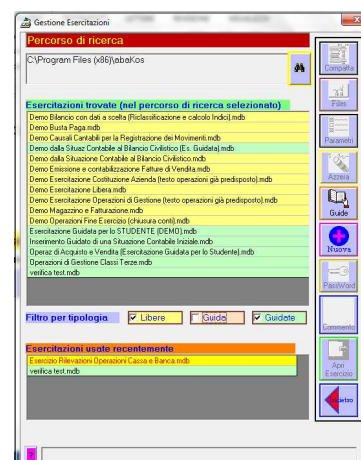 Gestione Esercitazioni
Percorso di ricerca
C:\Program Files (x86)\abaKos
Esercitazioni trovate (nel percorso di ricerca selezionato)
Demo Bilancio con dati a scelta (Riclassificazione e calcolo Indici).mdb
Demo Busta Paga.mdb
Demo Causali Cantabili per la Registrazione dei Movimenti.mdb
Demo dalla Situaz Contabile al Bilancio Civilistico (Es. Guidata).mdb
Demo dalla Situazione Contabile al Bilancio Civilistico.mdb
Demo Emissione e contabilizzazione Fatture di Vendita.mdb
Demo Esercitazione Costituzione Azienda (testo operazioni già predisposto).mdb
Demo Esercitazione Libera.mdb
Demo Esercitazione Operazioni di Gestione (testo operazioni già predisposto).mdb
Demo Magazzino e Fatturazione.mdb
Demo Operazioni Fine Esercizio (chiusura conti).mdb
Esercitazione Guidata per lo STUDENTE (DEMO).mdb
Inserimento Guidato di una Situazione Contabile Iniziale.mdb
Operaz di Acquisto e Vendita (Esercitazione Guidata per lo Studente).mdb
Operazioni di Gestione Classi Terze.mdb
verifica test.mdb
Filtro per tipologia
Libere
Guida
Guidate
Esercitazioni usate recentemente
Esercizio Rilevazioni Operazioni Cassa e Banca.mdb
verifica test.mdb
?
Compatta
Files
Parametri
Azzera
Guide
Nuova
PassWord
Commento
Apri
Esercizio